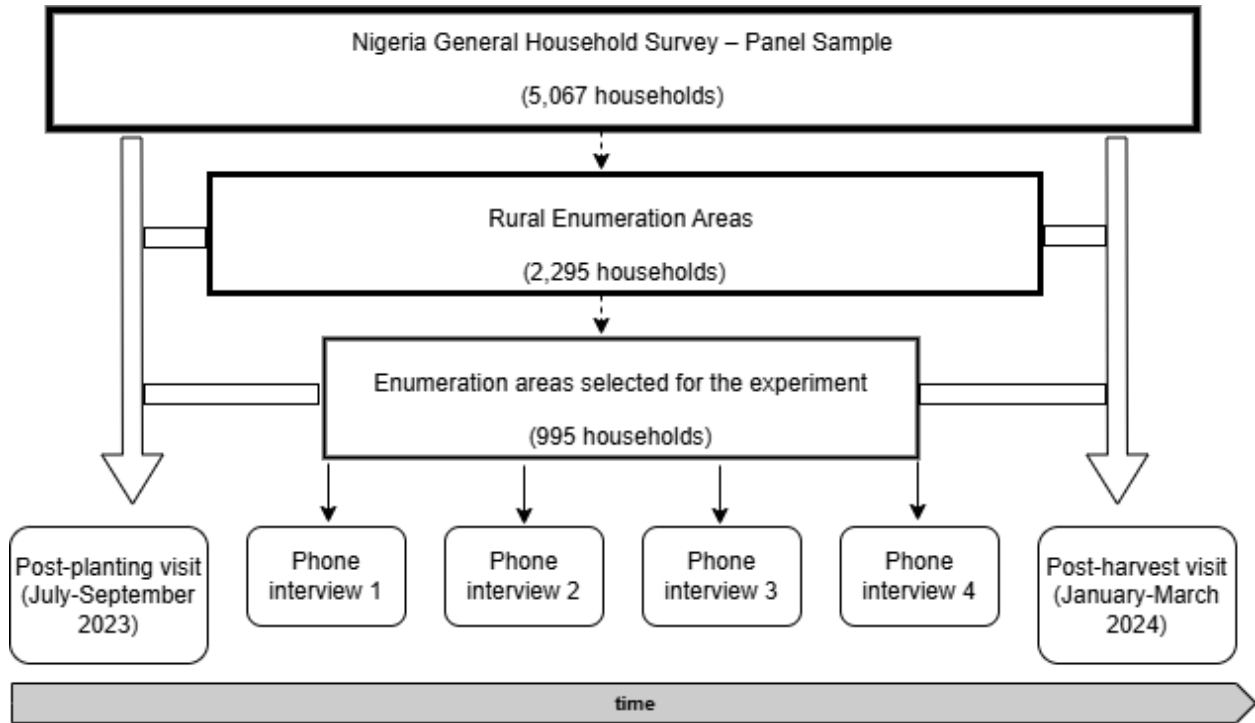 Nigeria General Household Survey – Panel Sample
(5,067 households)
Rural Enumeration Areas
(2,295 households)
Enumeration areas selected for the experiment
(995 households)
Post-planting visit
(July-September
2023)
Phone
interview 1
Phone
interview 2
Phone
interview 3
Phone
interview 4
Post-harvest visit
(January-March
2024)
time